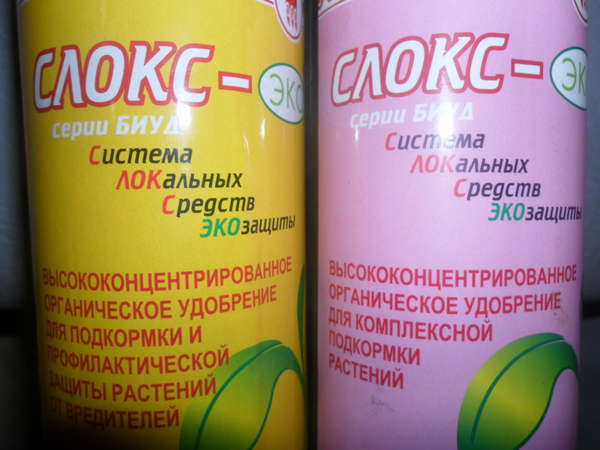 СЛОКС-
ЭКО
серии БИУД
Система
ЛОКальных
Средств
ЭКОзащиты
ВЫСОКОКОНЦЕНТРИРОВАННОЕ
ОРГАНИЧЕСКОЕ УДОБРЕНИЕ
ДЛЯ ПОДКОРМКИ И
ПРОФИЛАКТИЧЕСКОЙ
ЗАЩИТЫ РАСТЕНИЙ
ОТ ВРЕДИТЕЛЕЙ
СЛОКС-
ЭКО
серии БИУД
Система
ЛОКальных
Средств
ЭКОзащиты
ВЫСОКОКОНЦЕНТРИРОВАННОЕ
ОРГАНИЧЕСКОЕ УДОБРЕНИЕ
ДЛЯ КОМПЛЕКСНОЙ
ПОДКОРМКИ
РАСТЕНИЙ